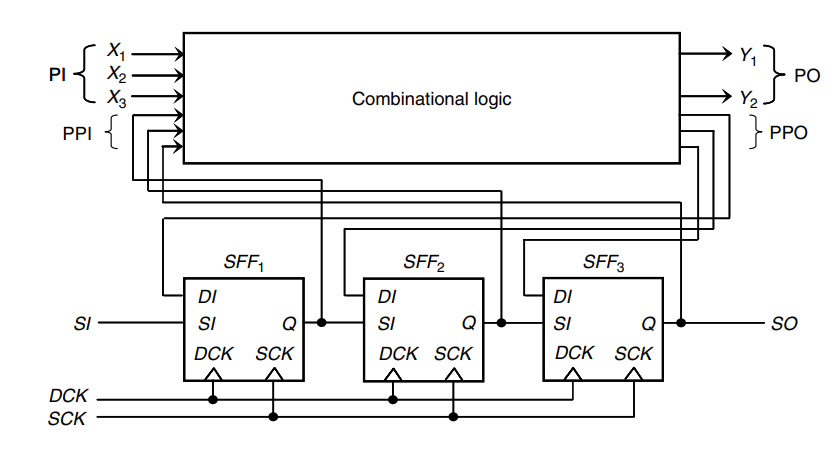 PI
X1
X2
X3
PPI
Combinational logic
Y1
Y2
PO
PPO
SFF1
SFF2
SFF3
DI
DI
DI
SI
SI
Q
SI
Q
SI
Q
SO
DCK
SCK
DCK
SCK
DCK
SCK
DCK
SCK